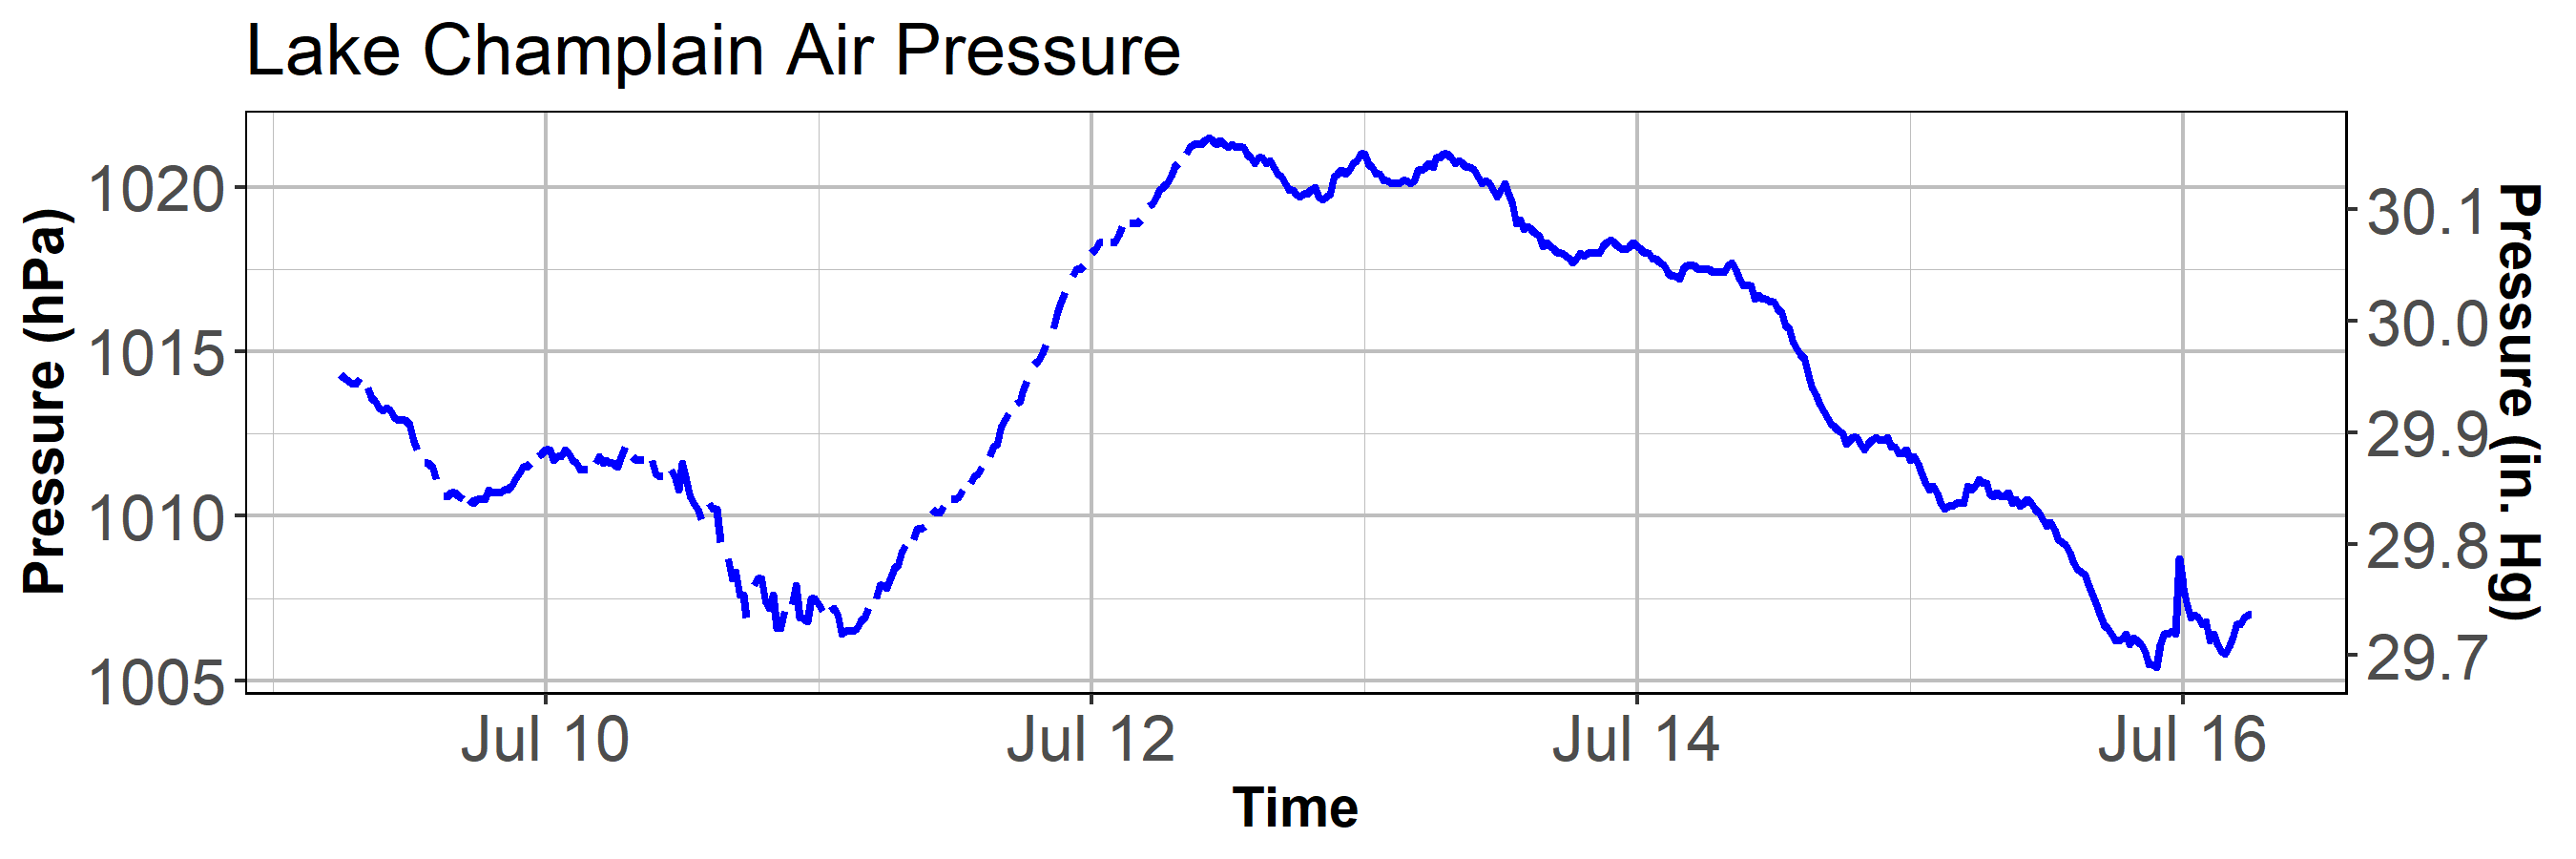 Lake Champlain Air Pressure
Pressure (hPa)
1020
1015
1010
1005
30.1
30.0
29.9
29.8
29.7
Pressure (in. Hg)
Jul 10
Jul 12
Jul 14
Jul 16
Time